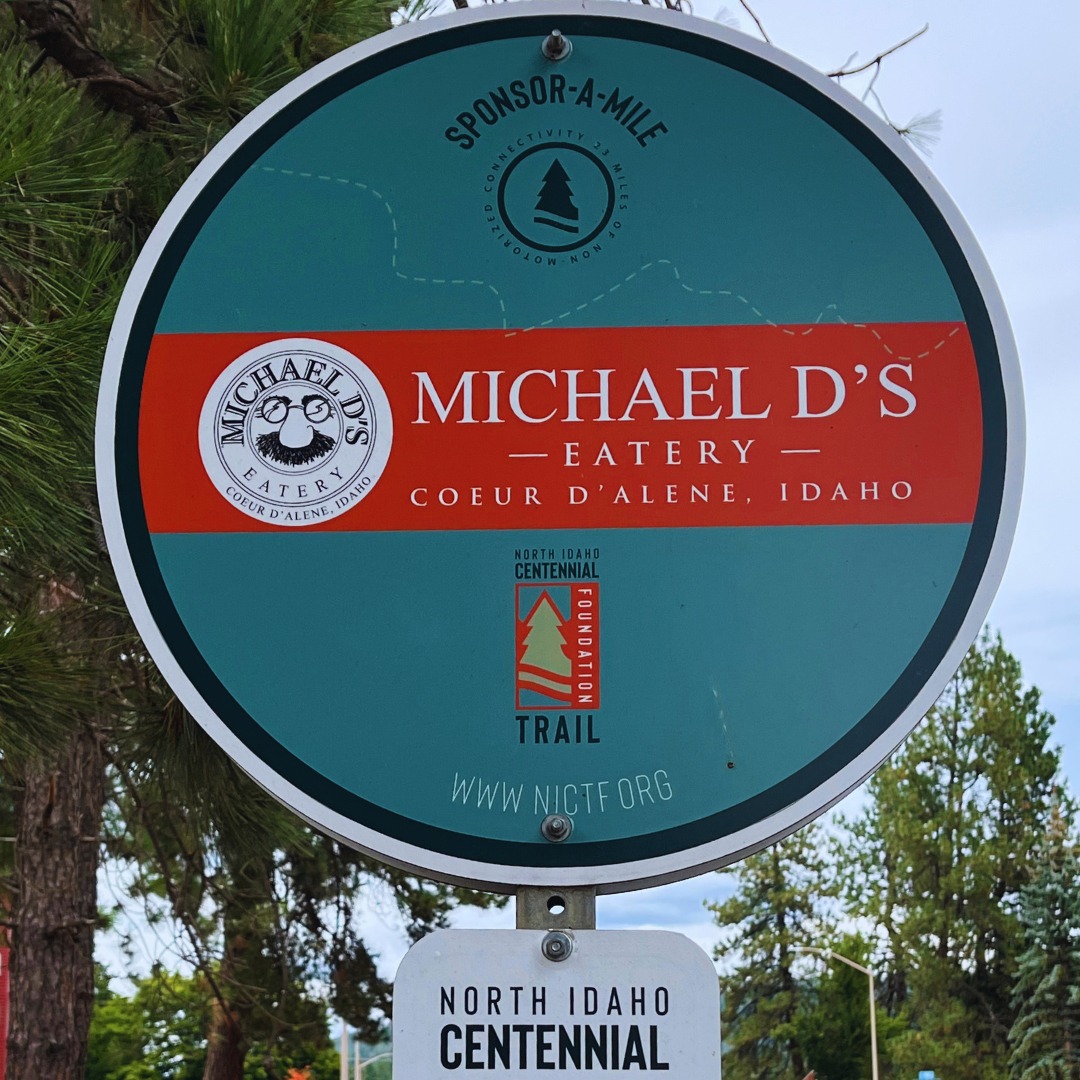 SPONSOR-A-MILE
CONNECTIVITY 23 MILES OF NON-MOTORIZED
MICHAEL D'S
EATERY
COEUR D'ALENE, IDAHO
MICHAEL D'S
— EATERY —
COEUR D'ALENE, IDAHO
NORTH IDAHO
CENTENNIAL
FOUNDATION
TRAIL
WWW.NICTF.ORG
NORTH IDAHO
CENTENNIAL